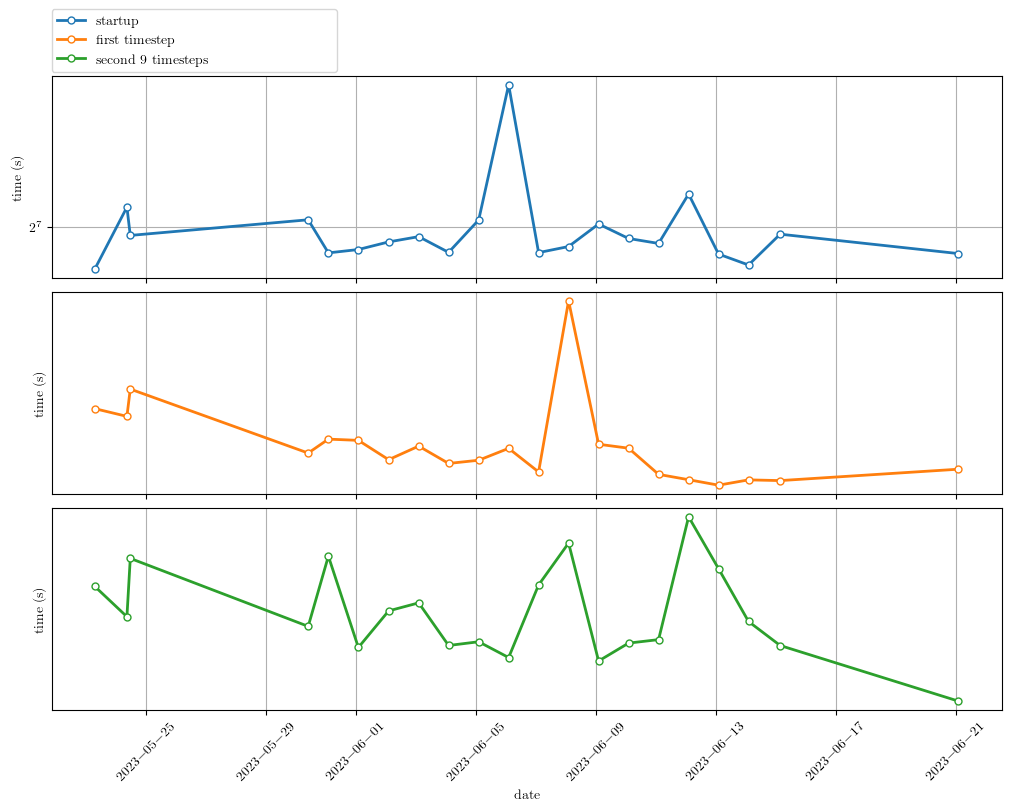 startup
first timestep
second 9 timesteps
time (s)
2^7
time (s)
time (s)
2023−05−25
2023−05−29
2023−06−01
2023−06−05
2023−06−09
2023−06−13
2023−06−17
2023−06−21
date